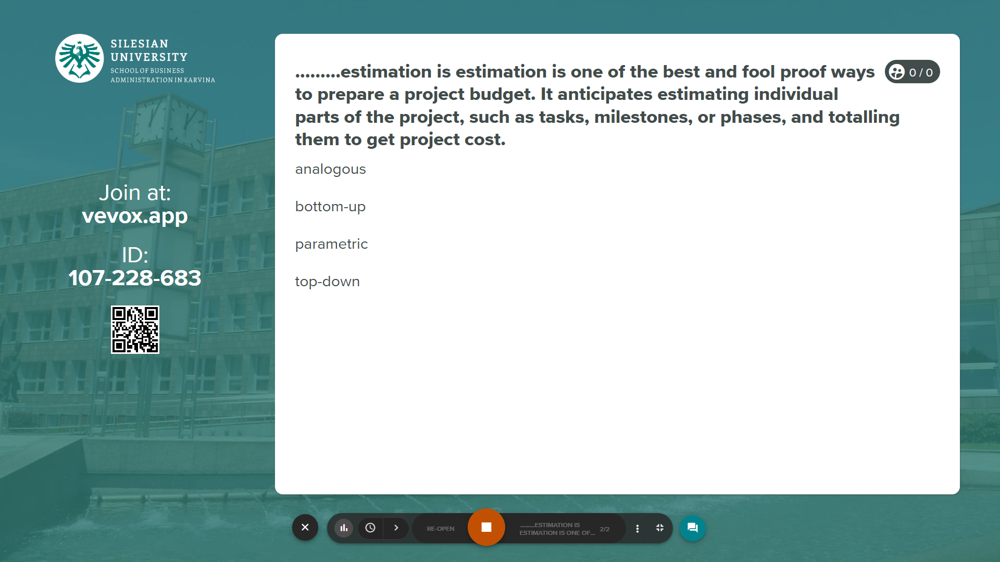 SILESIAN
UNIVERSITY
SCHOOL OF BUSINESS
ADMINISTRATION IN KARVINA
Join at:
vevox.app
ID:
107-228-683
.........estimation is estimation is one of the best and fool proof ways
to prepare a project budget. It anticipates estimating individual
parts of the project, such as tasks, milestones, or phases, and totalling
them to get project cost.
0 / 0
analogous
bottom-up
parametric
top-down
RE-OPEN
.........ESTIMATION IS
ESTIMATION IS ONE OF...
2/2